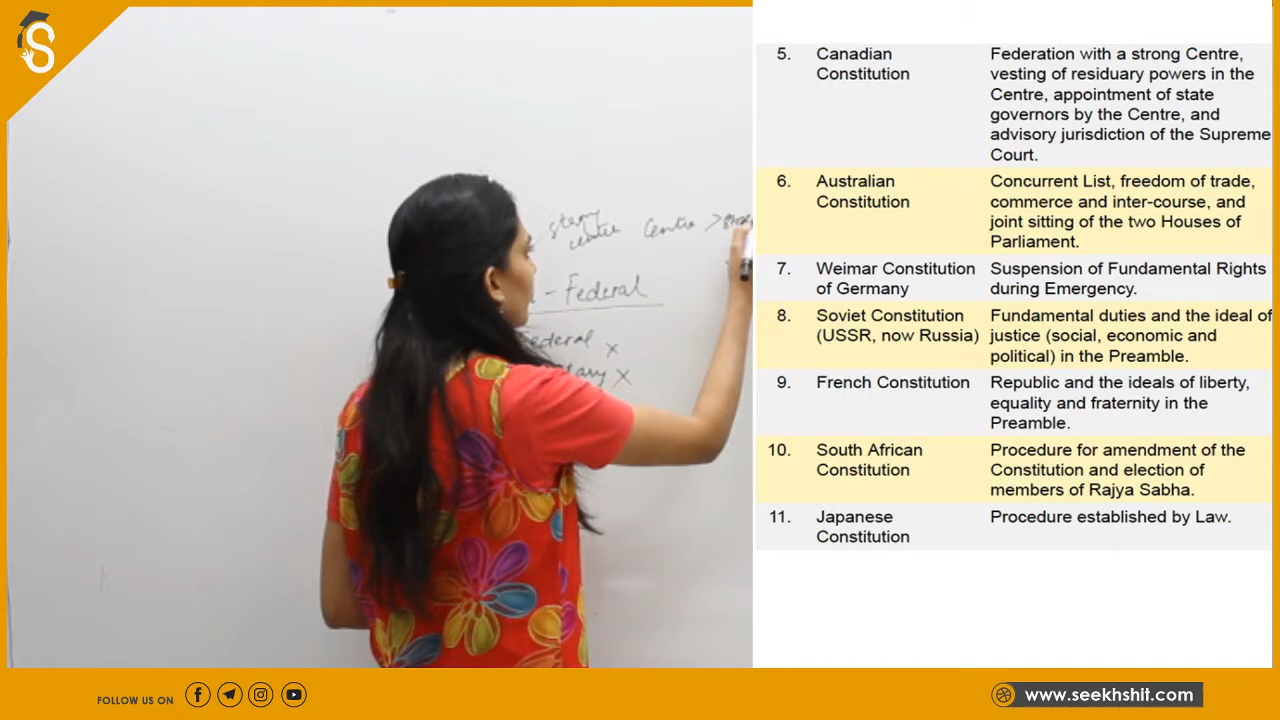 S
strong
centre Centre >
- Federal
Federal ×
×
5. Canadian Constitution
Federation with a strong Centre,
vesting of residuary powers in the
Centre, appointment of state
governors by the Centre, and
advisory jurisdiction of the Supreme
Court.
6. Australian Constitution
Concurrent List, freedom of trade,
commerce and inter-course, and
joint sitting of the two Houses of
Parliament.
7. Weimar Constitution of Germany
Suspension of Fundamental Rights
during Emergency.
8. Soviet Constitution (USSR, now Russia)
Fundamental duties and the ideal of
justice (social, economic and
political) in the Preamble.
9. French Constitution
Republic and the ideals of liberty,
equality and fraternity in the
Preamble.
10. South African Constitution
Procedure for amendment of the
Constitution and election of
members of Rajya Sabha.
11. Japanese Constitution
Procedure established by Law.
FOLLOW US ON
www.seekhshit.com